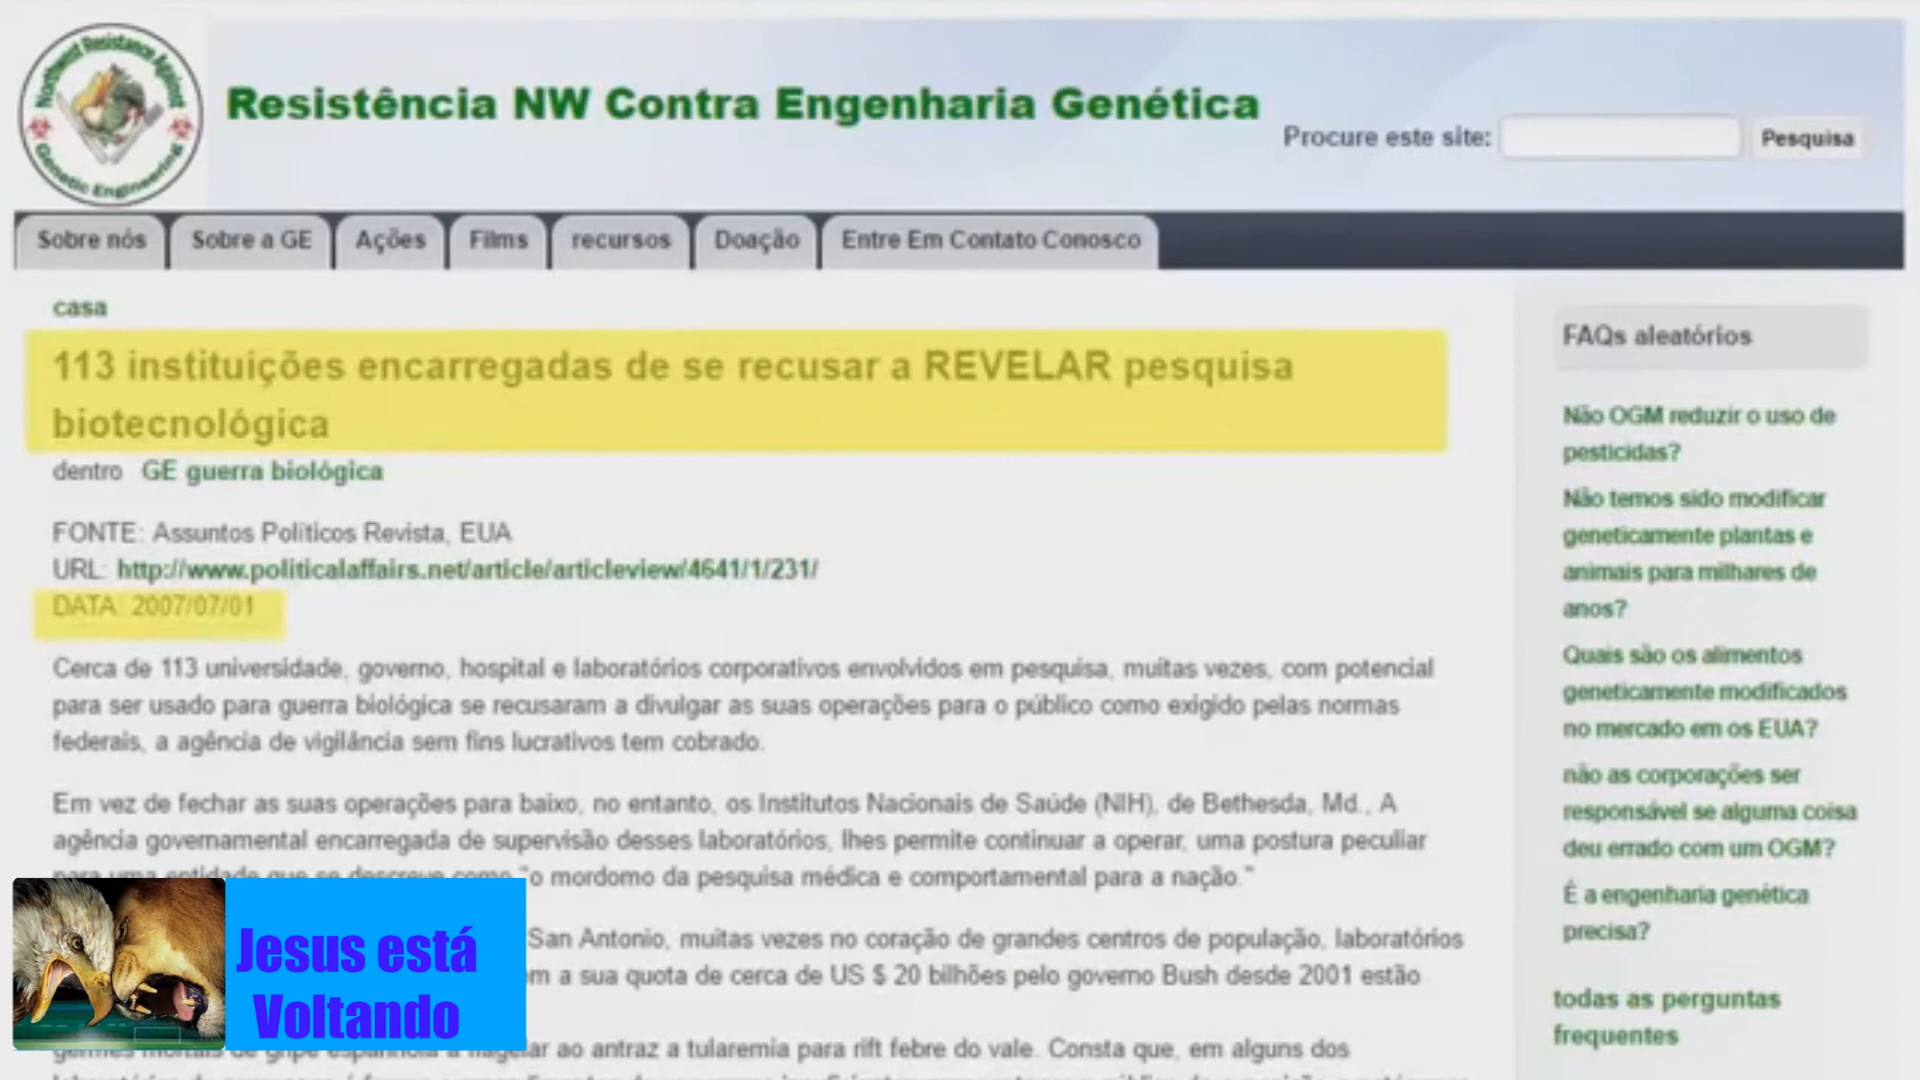 Northwest Resistance Against
Genetic Engineering
Resistência NW Contra Engenharia Genética
Procure este site:
Pesquisa
Sobre nós
Sobre a GE
Ações
Films
recursos
Doação
Entre Em Contato Conosco
casa
113 instituições encarregadas de se recusar a REVELAR pesquisa
biotecnológica
dentro GE guerra biológica
FONTE: Assuntos Políticos Revista, EUA
URL: http://www.politicalaffairs.net/article/articleview/4641/1/231/
DATA: 2007/07/01
Cerca de 113 universidade, governo, hospital e laboratórios corporativos envolvidos em pesquisa, muitas vezes, com potencial
para ser usado para guerra biológica se recusaram a divulgar as suas operações para o público como exigido pelas normas
federais, a agência de vigilância sem fins lucrativos tem cobrado.
Em vez de fechar as suas operações para baixo, no entanto, os Institutos Nacionais de Saúde (NIH), de Bethesda, Md., A
agência governamental encarregada de supervisão desses laboratórios, lhes permite continuar a operar, uma postura peculiar
para uma entidade que se descreve como "o mordomo da pesquisa médica e comportamental para a nação."
San Antonio, muitas vezes no coração de grandes centros de população, laboratórios
a sua quota de cerca de US $ 20 bilhões pelo governo Bush desde 2001 estão
ao antraz a tularemia para rift febre do vale. Consta que, em alguns dos
Jesus está
Voltando
FAQs aleatórios
Não OGM reduzir o uso de
pesticidas?
Não temos sido modificar
geneticamente plantas e
animais para milhares de
anos?
Quais são os alimentos
geneticamente modificados
no mercado em os EUA?
não as corporações ser
responsável se alguma coisa
deu errado com um OGM?
É a engenharia genética
precisa?
todas as perguntas
frequentes